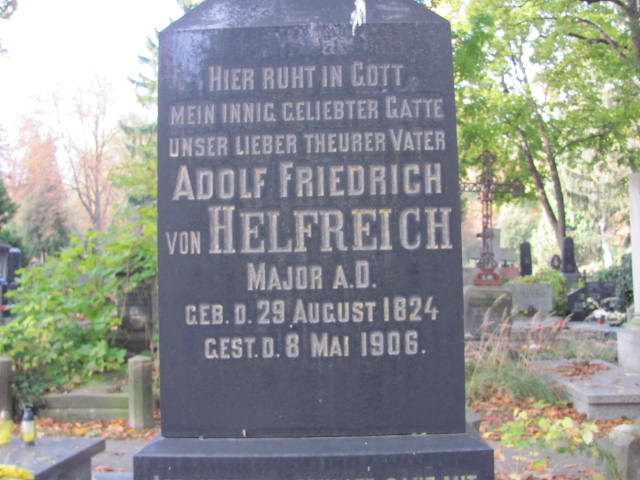 HIER RUHT IN GOTT
MEIN INNIG GELIEBTER GATTE
UNSER LIEBER THEURER VATER
ADOLF FRIEDRICH
VON HELFREICH
MAJOR A.D.
GEB. D. 29. AUGUST 1824
GEST. D. 8 MAI 1906.